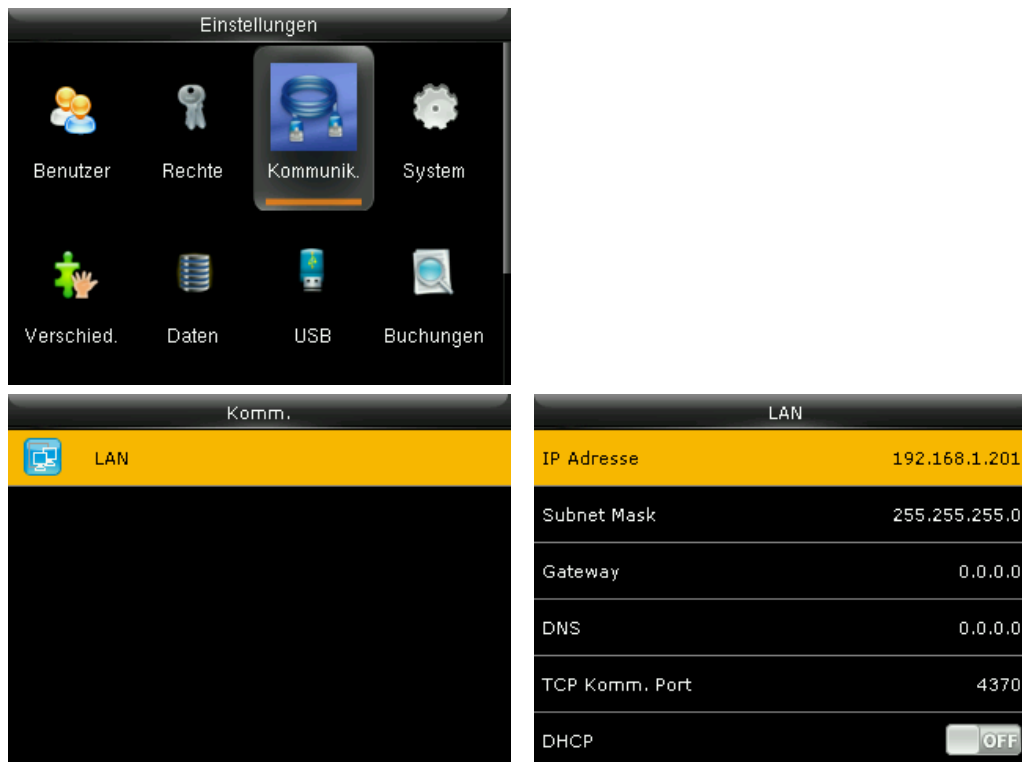 Einstellungen
Benutzer Rechte Kommunik. System
Verschied. Daten USB Buchungen
Komm.
LAN
LAN
IP Adresse 192.168.1.201
Subnet Mask 255.255.255.0
Gateway 0.0.0.0
DNS 0.0.0.0
TCP Komm. Port 4370
DHCP OFF